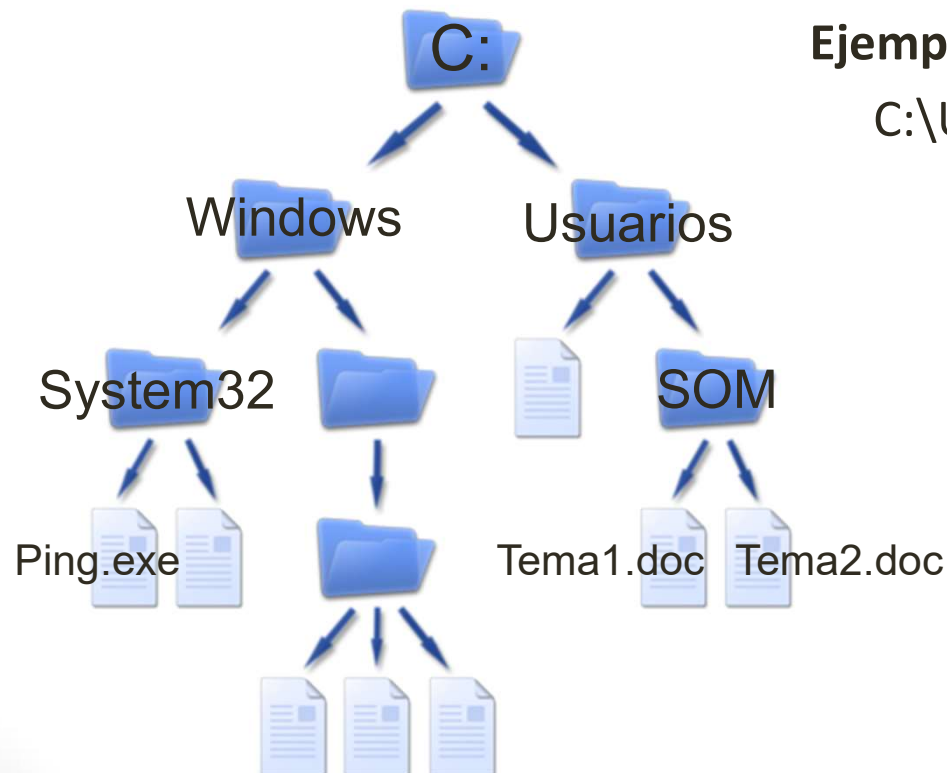 C:
Ejemp
C:\U
Windows
Usuarios
System32
SOM
Ping.exe
Tema1.doc
Tema2.doc